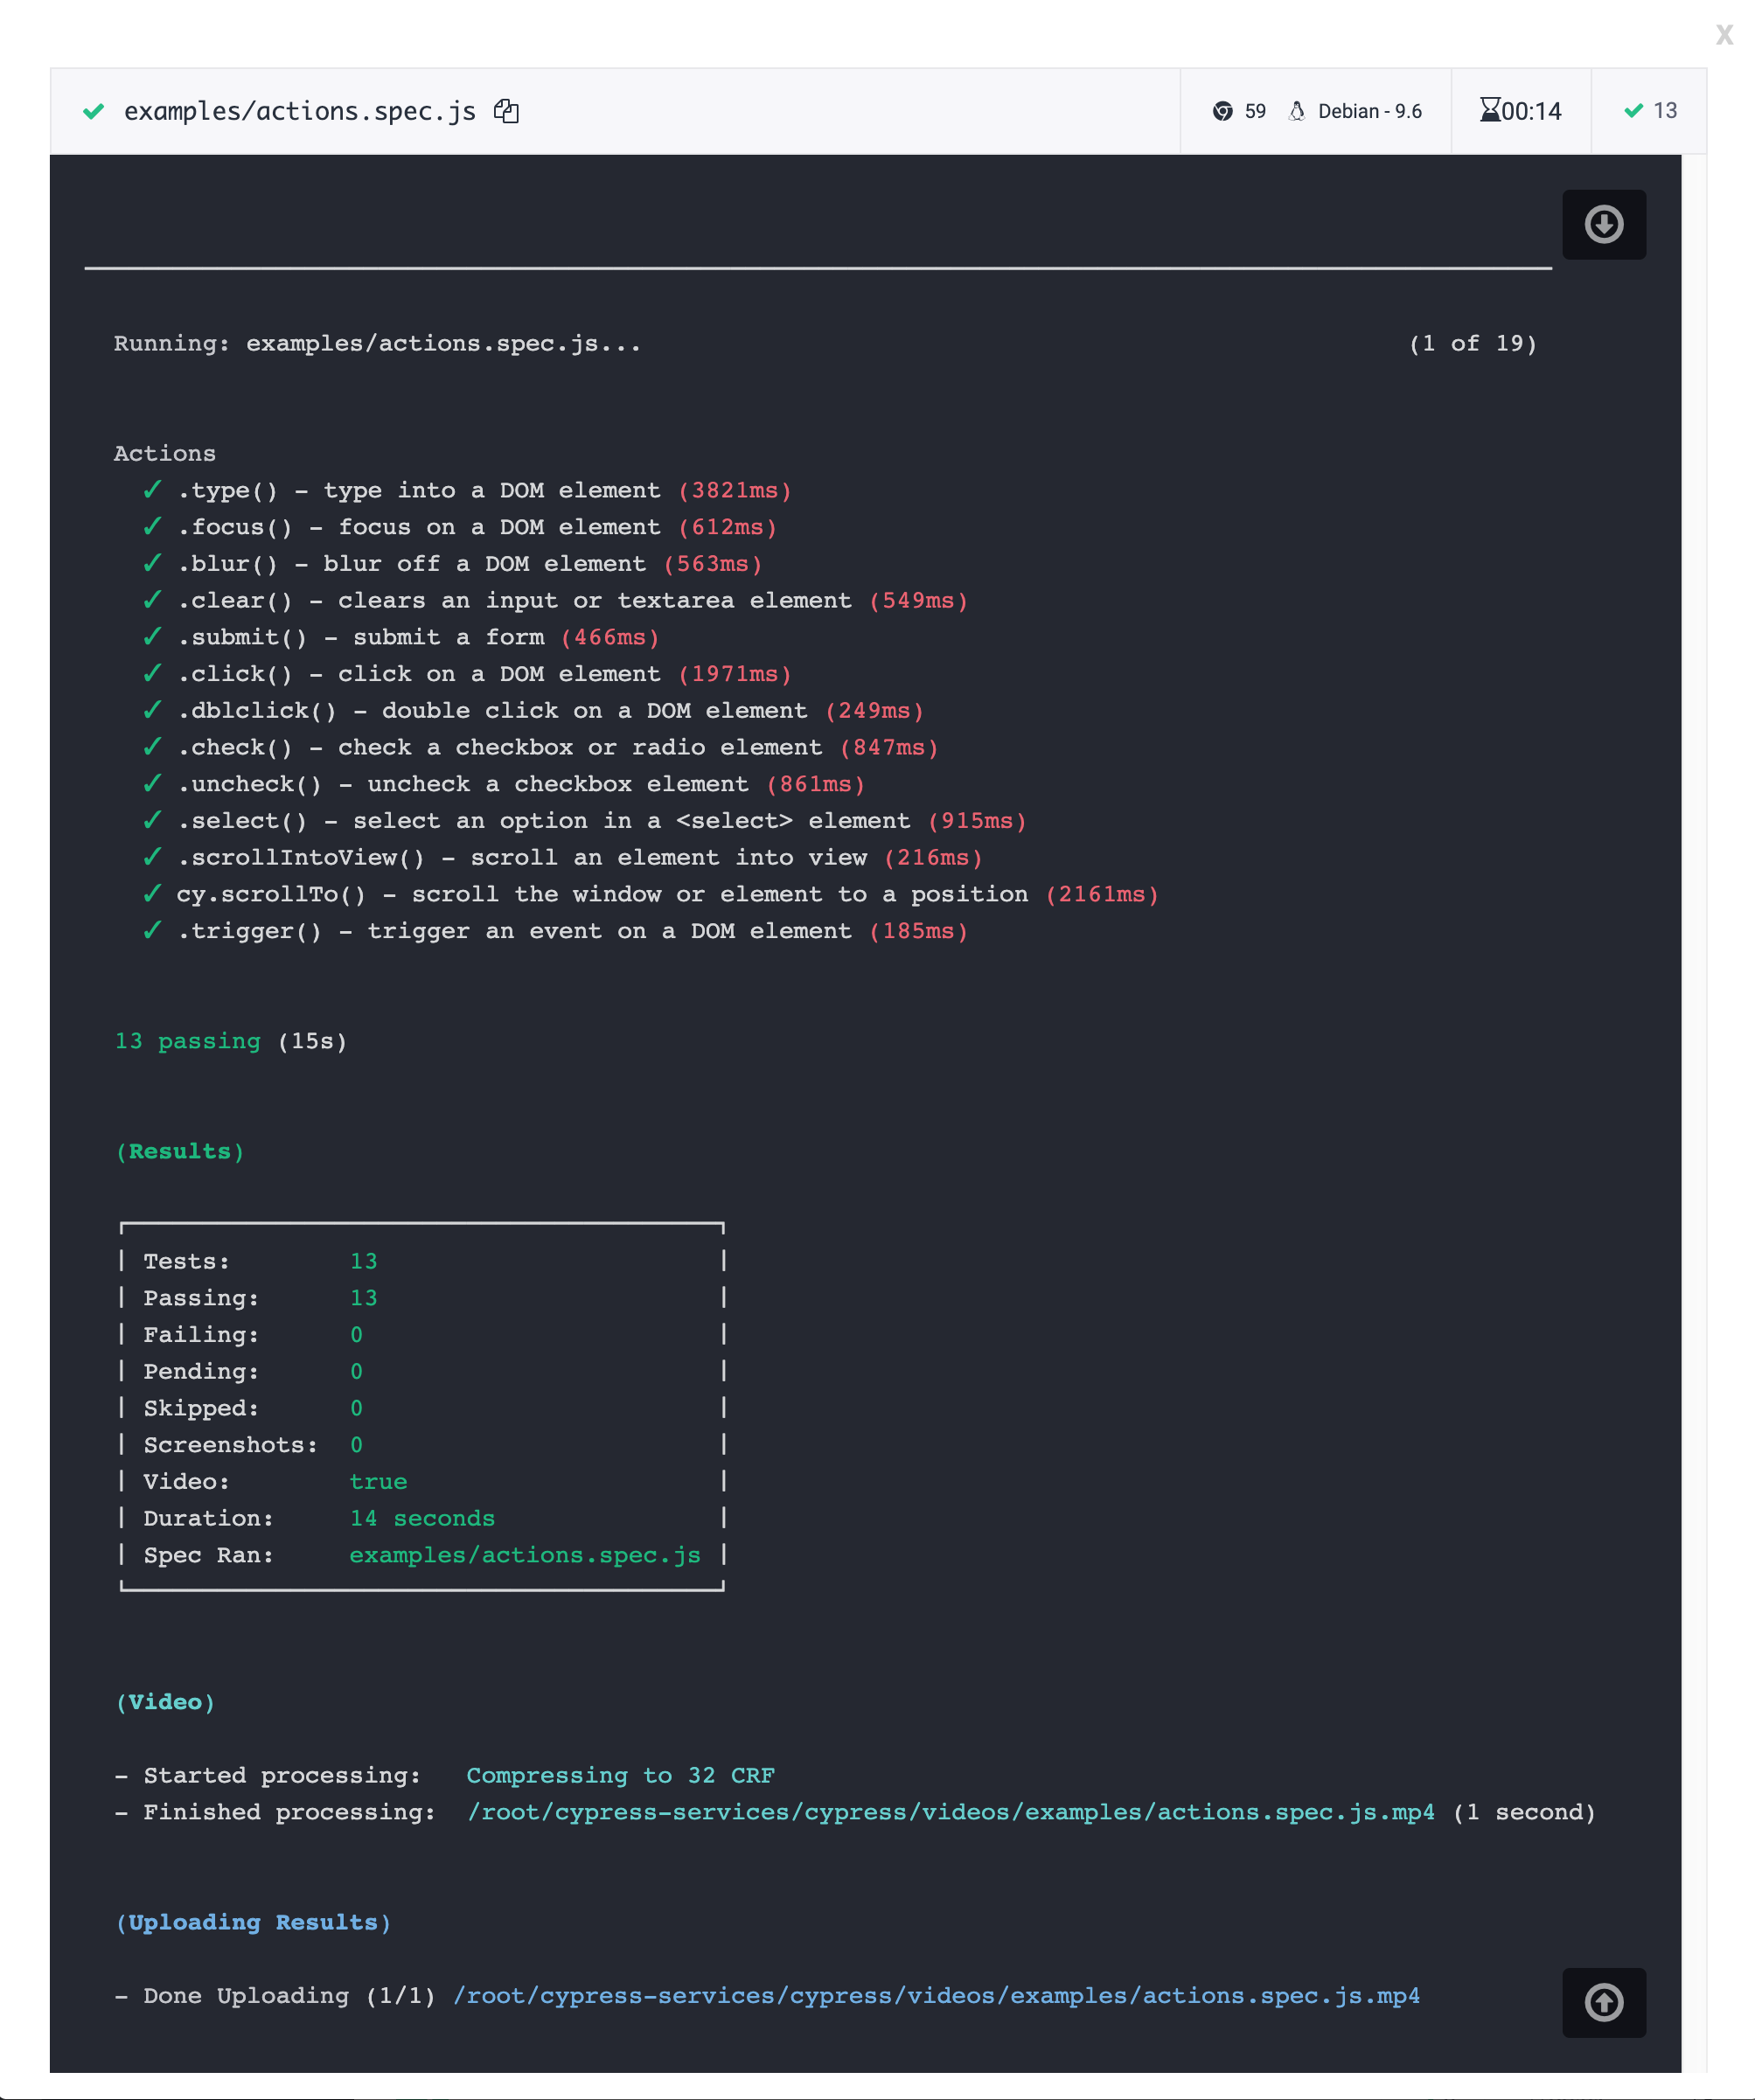 X
examples/actions.spec.js 59 Debian - 9.6 00:14 13
Running: examples/actions.spec.js... (1 of 19)
Actions
✓ .type() – type into a DOM element (3821ms)
✓ .focus() – focus on a DOM element (612ms)
✓ .blur() – blur off a DOM element (563ms)
✓ .clear() – clears an input or textarea element (549ms)
✓ .submit() – submit a form (466ms)
✓ .click() – click on a DOM element (1971ms)
✓ .dblclick() – double click on a DOM element (249ms)
✓ .check() – check a checkbox or radio element (847ms)
✓ .uncheck() – uncheck a checkbox element (861ms)
✓ .select() – select an option in a <select> element (915ms)
✓ .scrollIntoView() – scroll an element into view (216ms)
✓ cy.scrollTo() – scroll the window or element to a position (2161ms)
✓ .trigger() – trigger an event on a DOM element (185ms)
13 passing (15s)
(Results)
Tests: 13
Passing: 13
Failing: 0
Pending: 0
Skipped: 0
Screenshots: 0
Video: true
Duration: 14 seconds
Spec Ran: examples/actions.spec.js
(Video)
– Started processing: Compressing to 32 CRF
– Finished processing: /root/cypress-services/cypress/videos/examples/actions.spec.js.mp4 (1 second)
(Uploading Results)
– Done Uploading (1/1) /root/cypress-services/cypress/videos/examples/actions.spec.js.mp4